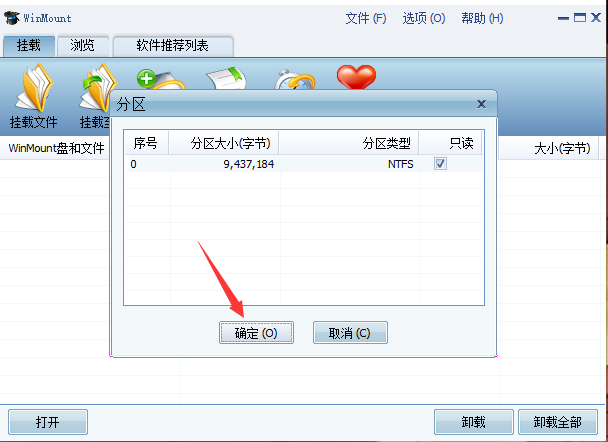 WinMount
文件 (F) 选项 (O) 帮助 (H)
挂载 浏览 软件推荐列表
挂载文件 挂载至
WinMount盘和文件 大小(字节)
分区
序号 分区大小(字节) 分区类型 只读
0 9,437,184 NTFS
确定 (O) 取消 (C)
打开 卸载 卸载全部